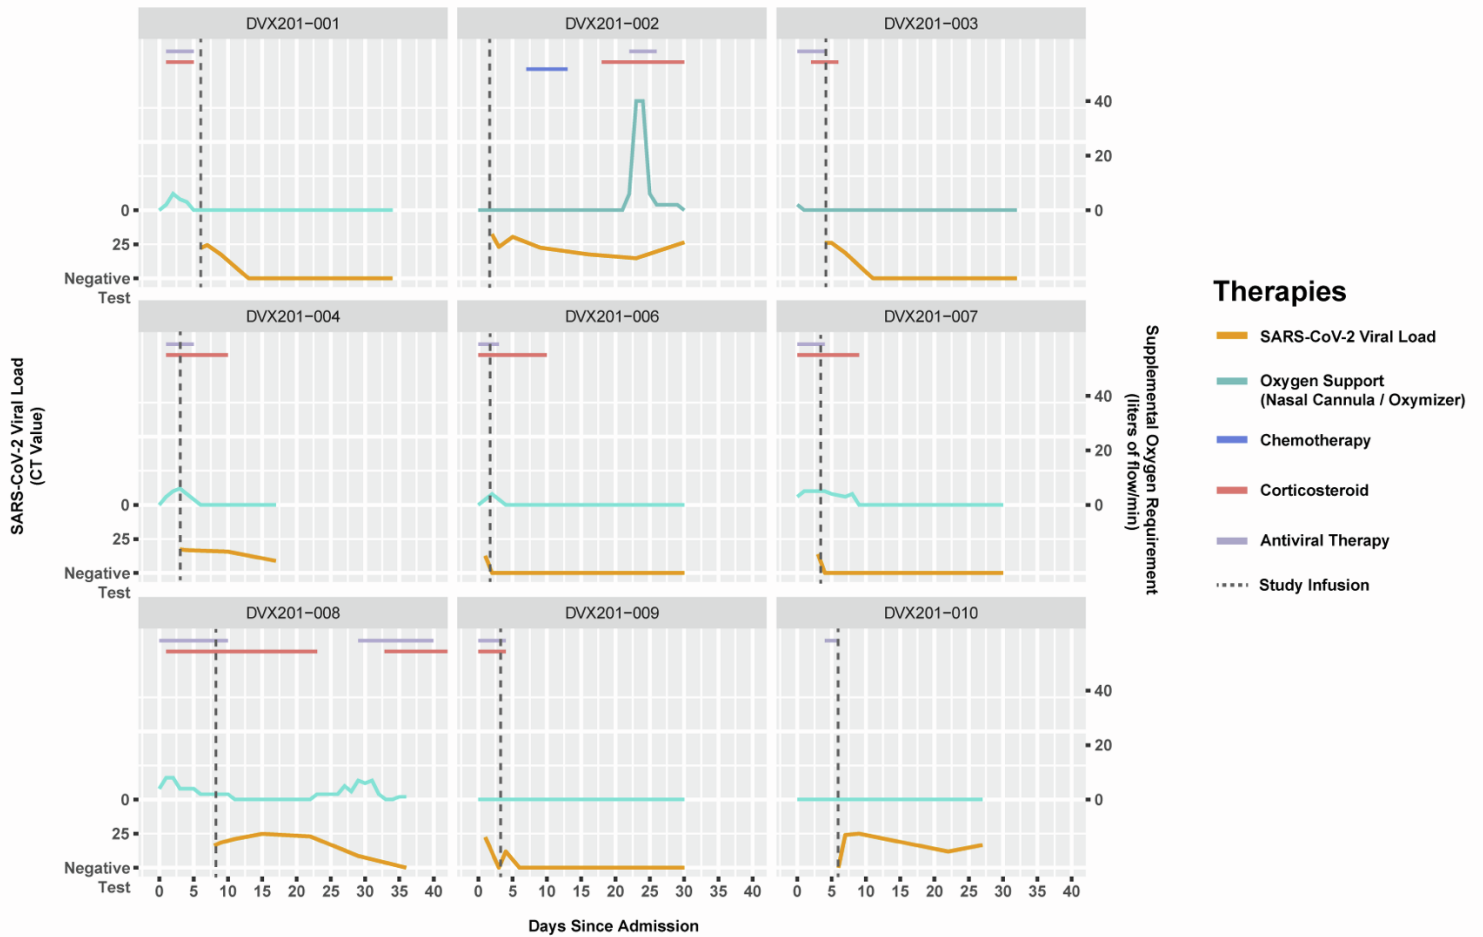 DVX201−001 DVX201−002 DVX201−003
40
20
0 0
25
Negative
Test
DVX201−004 DVX201−006 DVX201−007
40
20
0 0
25
Negative
Test
DVX201−008 DVX201−009 DVX201−010
40
20
0 0
25
Negative
Test
0 5 10 15 20 25 30 35 40 0 5 10 15 20 25 30 35 40 0 5 10 15 20 25 30 35 40
Days Since Admission
SARS-CoV-2 Viral Load
(CT Value)
Supplemental Oxygen Requirement
(liters of flow/min)
Therapies
SARS-CoV-2 Viral Load
Oxygen Support
(Nasal Cannula / Oxymizer)
Chemotherapy
Corticosteroid
Antiviral Therapy
Study Infusion